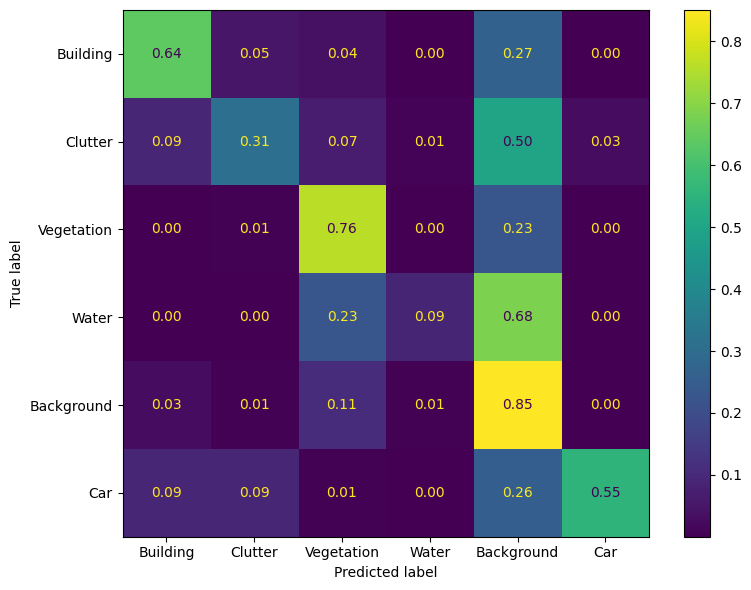 Building 0.64 0.05 0.04 0.00 0.27 0.00
Clutter 0.09 0.31 0.07 0.01 0.50 0.03
Vegetation 0.00 0.01 0.76 0.00 0.23 0.00
Water 0.00 0.00 0.23 0.09 0.68 0.00
Background 0.03 0.01 0.11 0.01 0.85 0.00
Car 0.09 0.09 0.01 0.00 0.26 0.55
Building Clutter Vegetation Water Background Car
Predicted label
True label
0.8
0.7
0.6
0.5
0.4
0.3
0.2
0.1